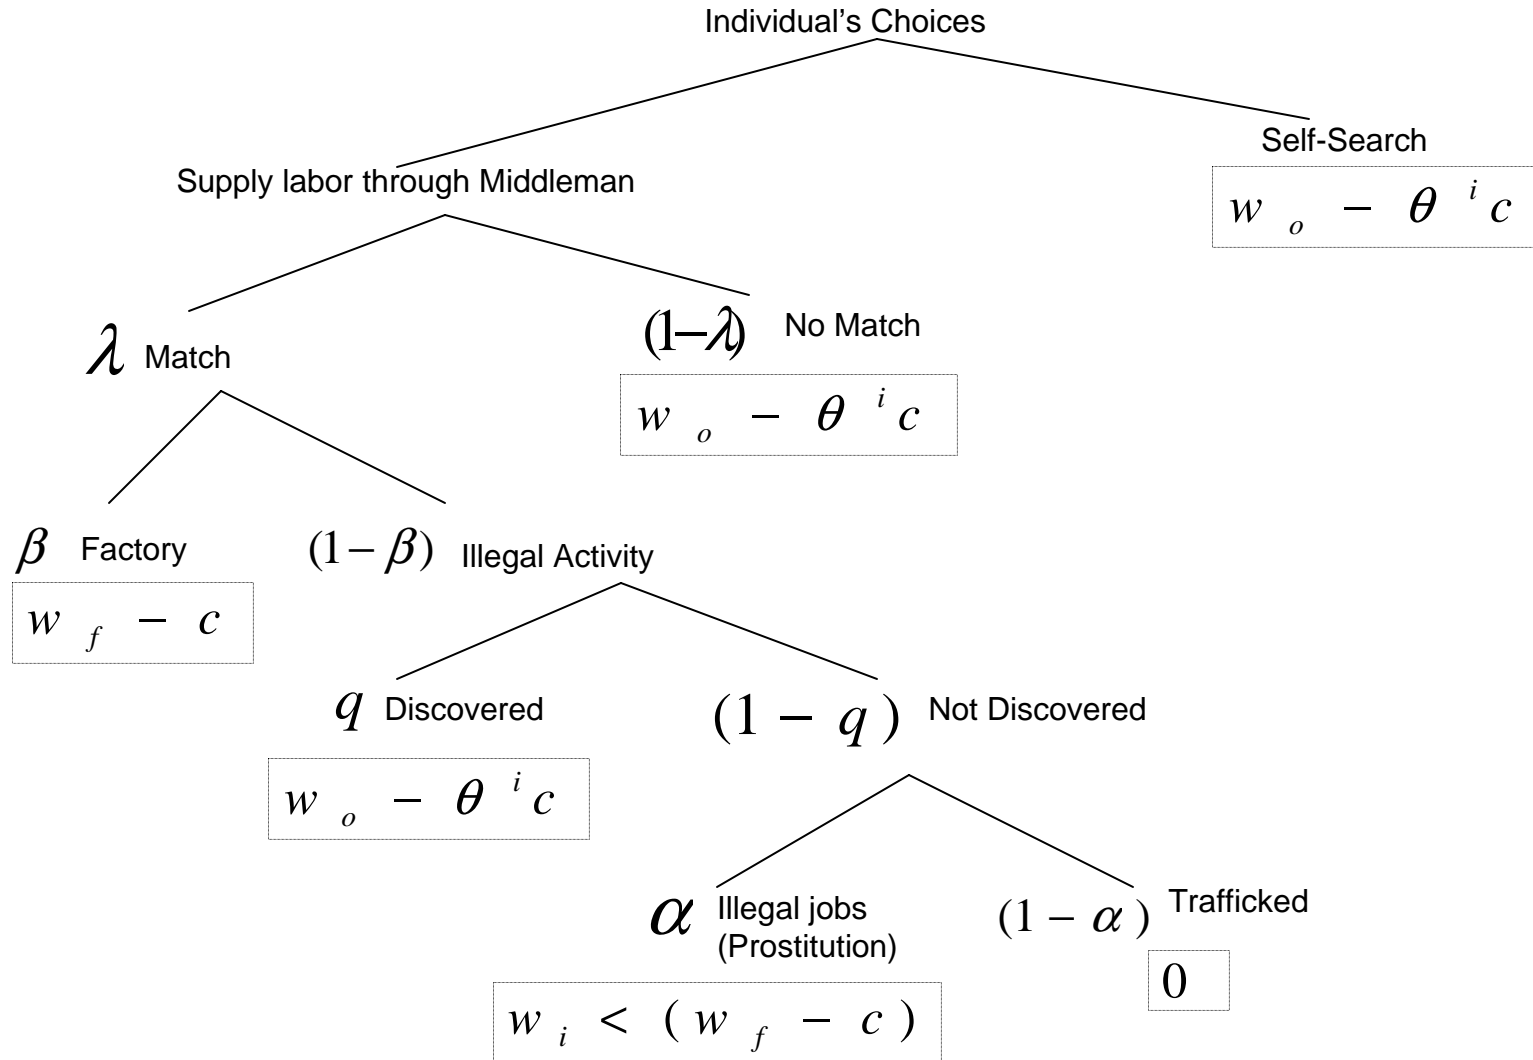 Individual's Choices
Self-Search
w_o − θ^i c
Supply labor through Middleman
λ Match
(1−λ) No Match
w_o − θ^i c
β Factory
w_f − c
(1−β) Illegal Activity
q Discovered
w_o − θ^i c
(1 − q) Not Discovered
α Illegal jobs
(Prostitution)
w_i < (w_f − c)
(1 − α) Trafficked
0